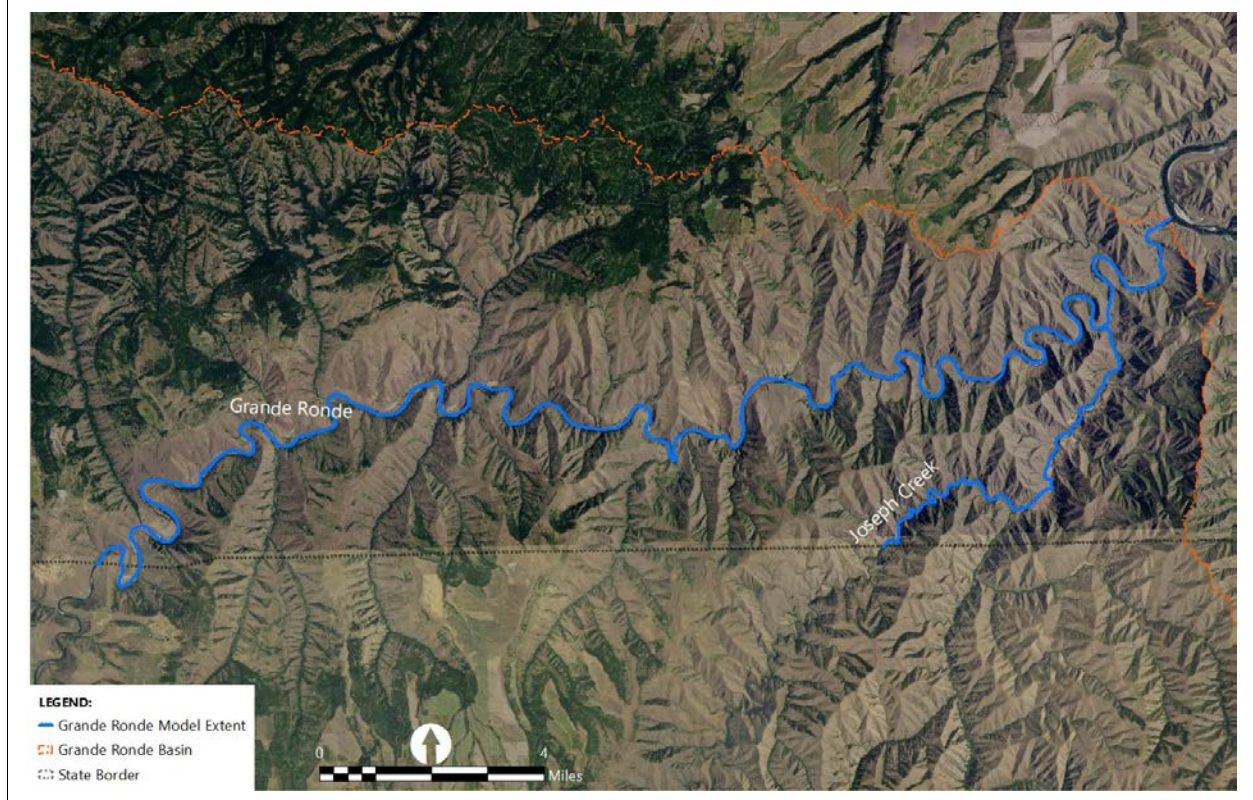 Grande Ronde
Joseph Creek
LEGEND:
Grande Ronde Model Extent
Grande Ronde Basin
State Border
0
4
Miles